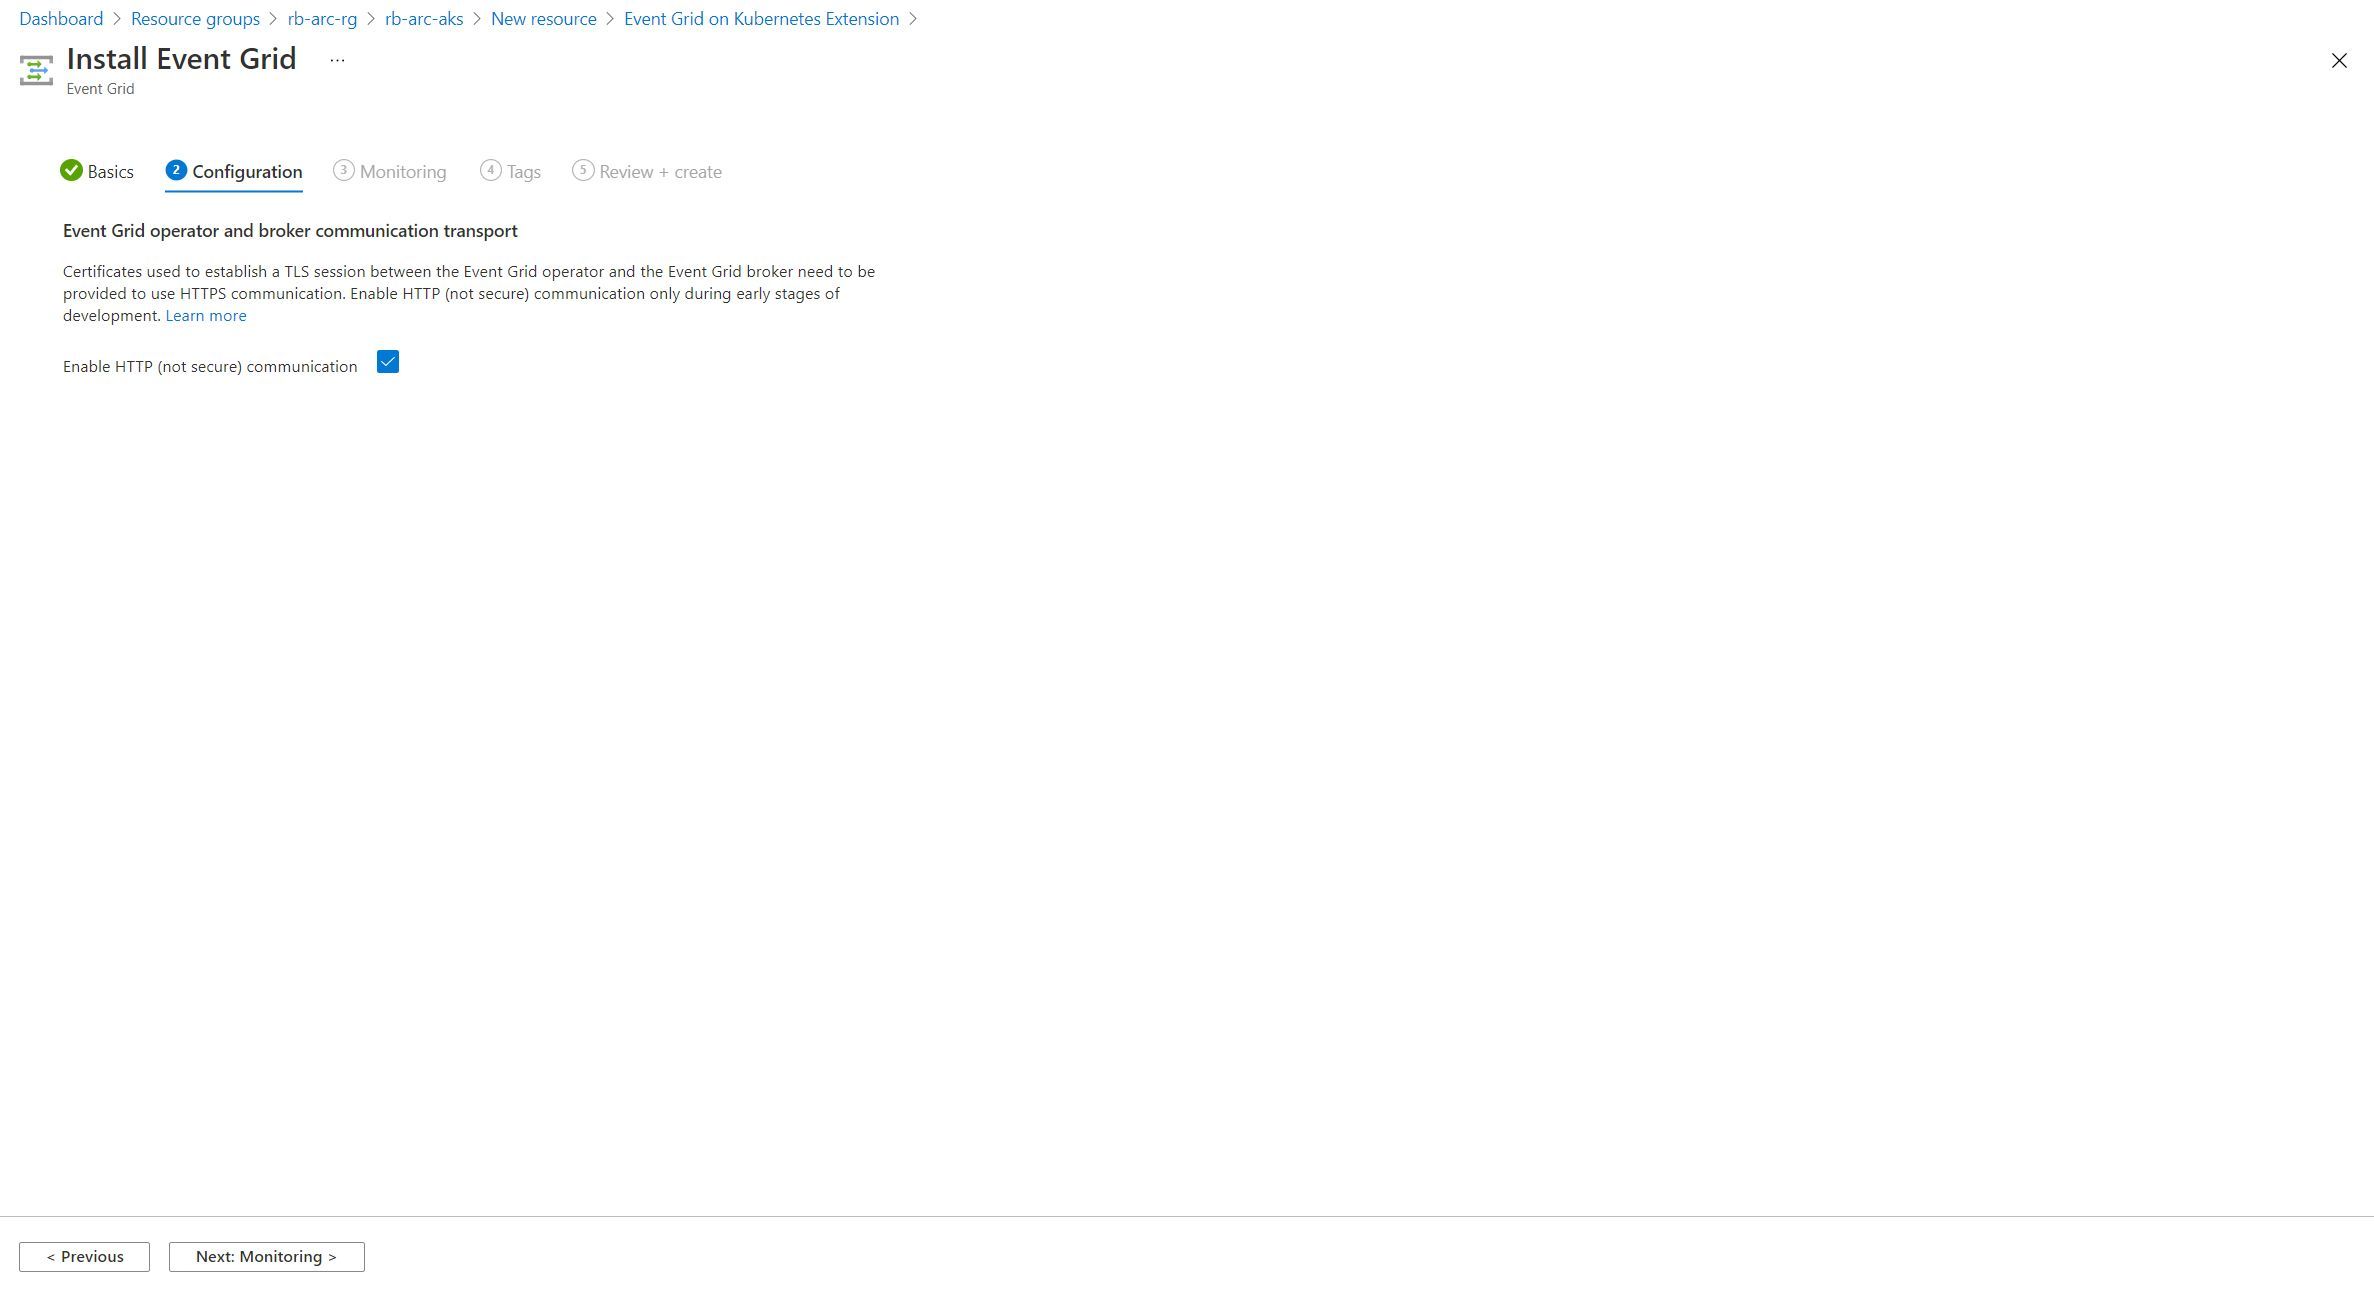 Dashboard > Resource groups > rb-arc-rg > rb-arc-aks > New resource > Event Grid on Kubernetes Extension >
Install Event Grid ...
Event Grid
Basics 2 Configuration 3 Monitoring 4 Tags 5 Review + create
Event Grid operator and broker communication transport
Certificates used to establish a TLS session between the Event Grid operator and the Event Grid broker need to be
provided to use HTTPS communication. Enable HTTP (not secure) communication only during early stages of
development. Learn more
Enable HTTP (not secure) communication
< Previous Next: Monitoring >